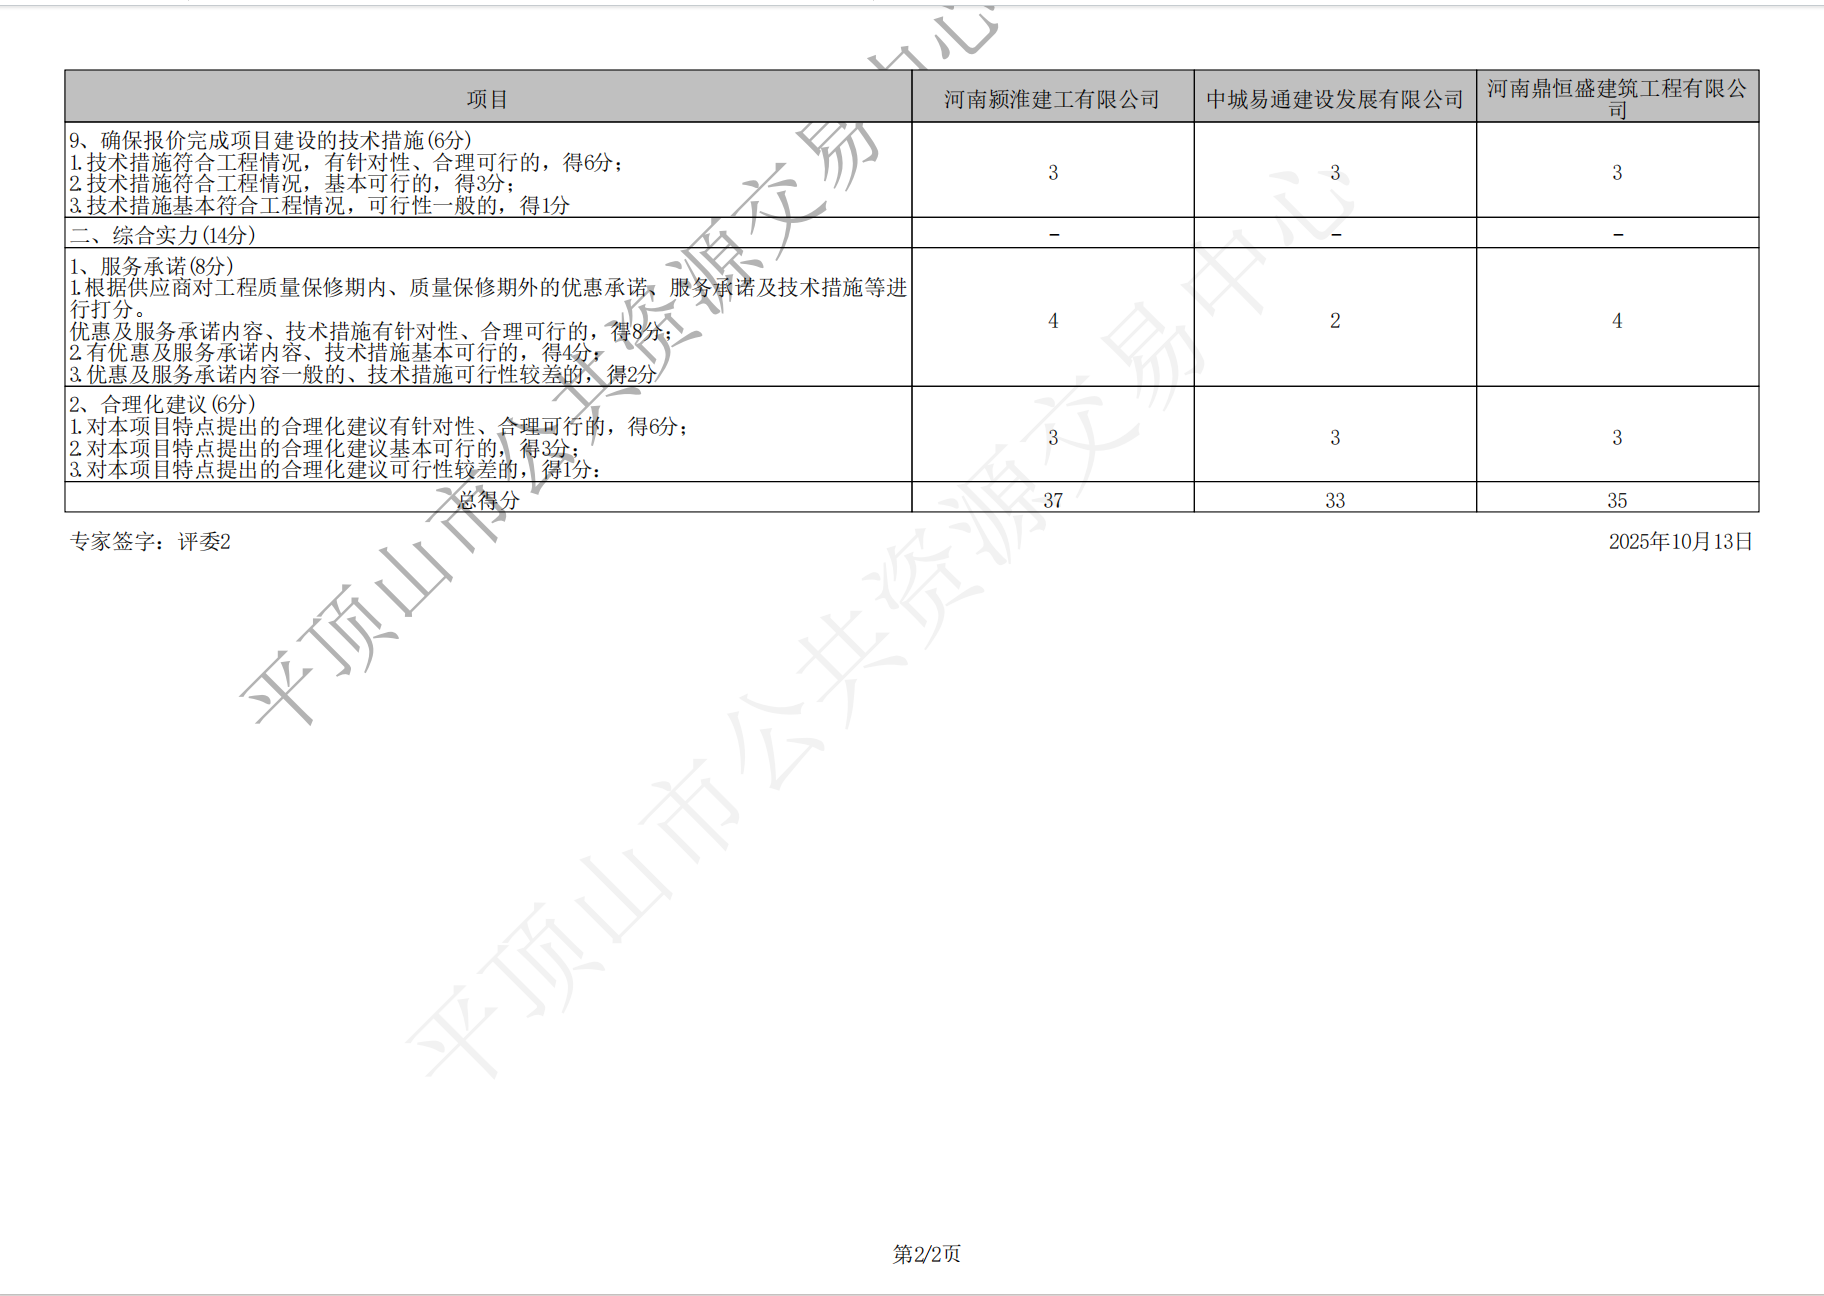 项目
河南颍淮建工有限公司
中城易通建设发展有限公司
河南鼎恒盛建筑工程有限公
司
9、确保报价完成项目建设的技术措施(6分)
1.技术措施符合工程情况，有针对性、合理可行的，得6分；
2.技术措施符合工程情况，基本可行的，得3分；
3.技术措施基本符合工程情况，可行性一般的，得1分
3
3
3
二、综合实力(14分)
-
-
-
1、服务承诺(8分)
1.根据供应商对工程质量保修期内、质量保修期外的优惠承诺、服务承诺及技术措施等进
行打分。
优惠及服务承诺内容、技术措施有针对性、合理可行的，得8分；
2.有优惠及服务承诺内容、技术措施基本可行的，得4分；
3.优惠及服务承诺内容一般的、技术措施可行性较差的，得2分
4
2
4
2、合理化建议(6分)
1.对本项目特点提出的合理化建议有针对性、合理可行的，得6分；
2.对本项目特点提出的合理化建议基本可行的，得3分；
3.对本项目特点提出的合理化建议可行性较差的，得1分：
3
3
3
总得分
37
33
35
专家签字：评委2
2025年10月13日
平顶山市公共资源交易中心
平顶山市公共资源交易中心
第2/2页